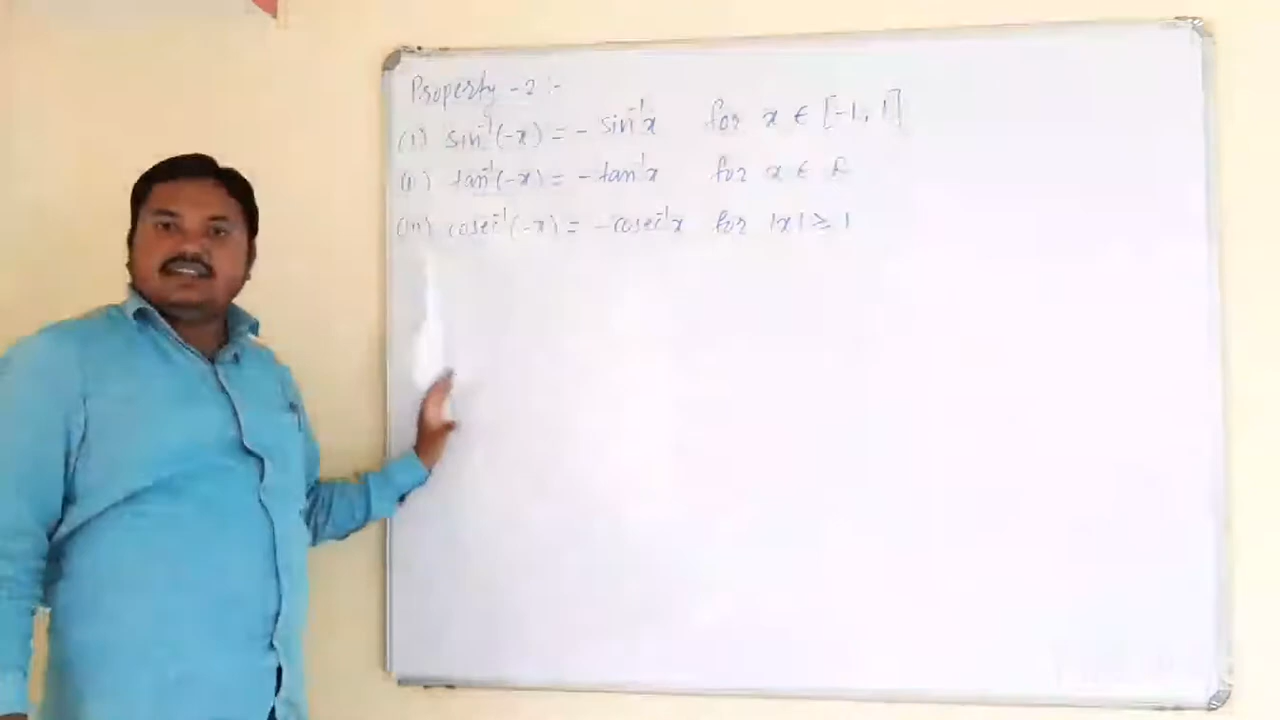 Property - 2 :-
(i) sin⁻¹(-x) = - sin⁻¹x for x ∈ [-1, 1]
(ii) tan⁻¹(-x) = - tan⁻¹x for x ∈ R
(iii) cosec⁻¹(-x) = - cosec⁻¹x for |x| ≥ 1